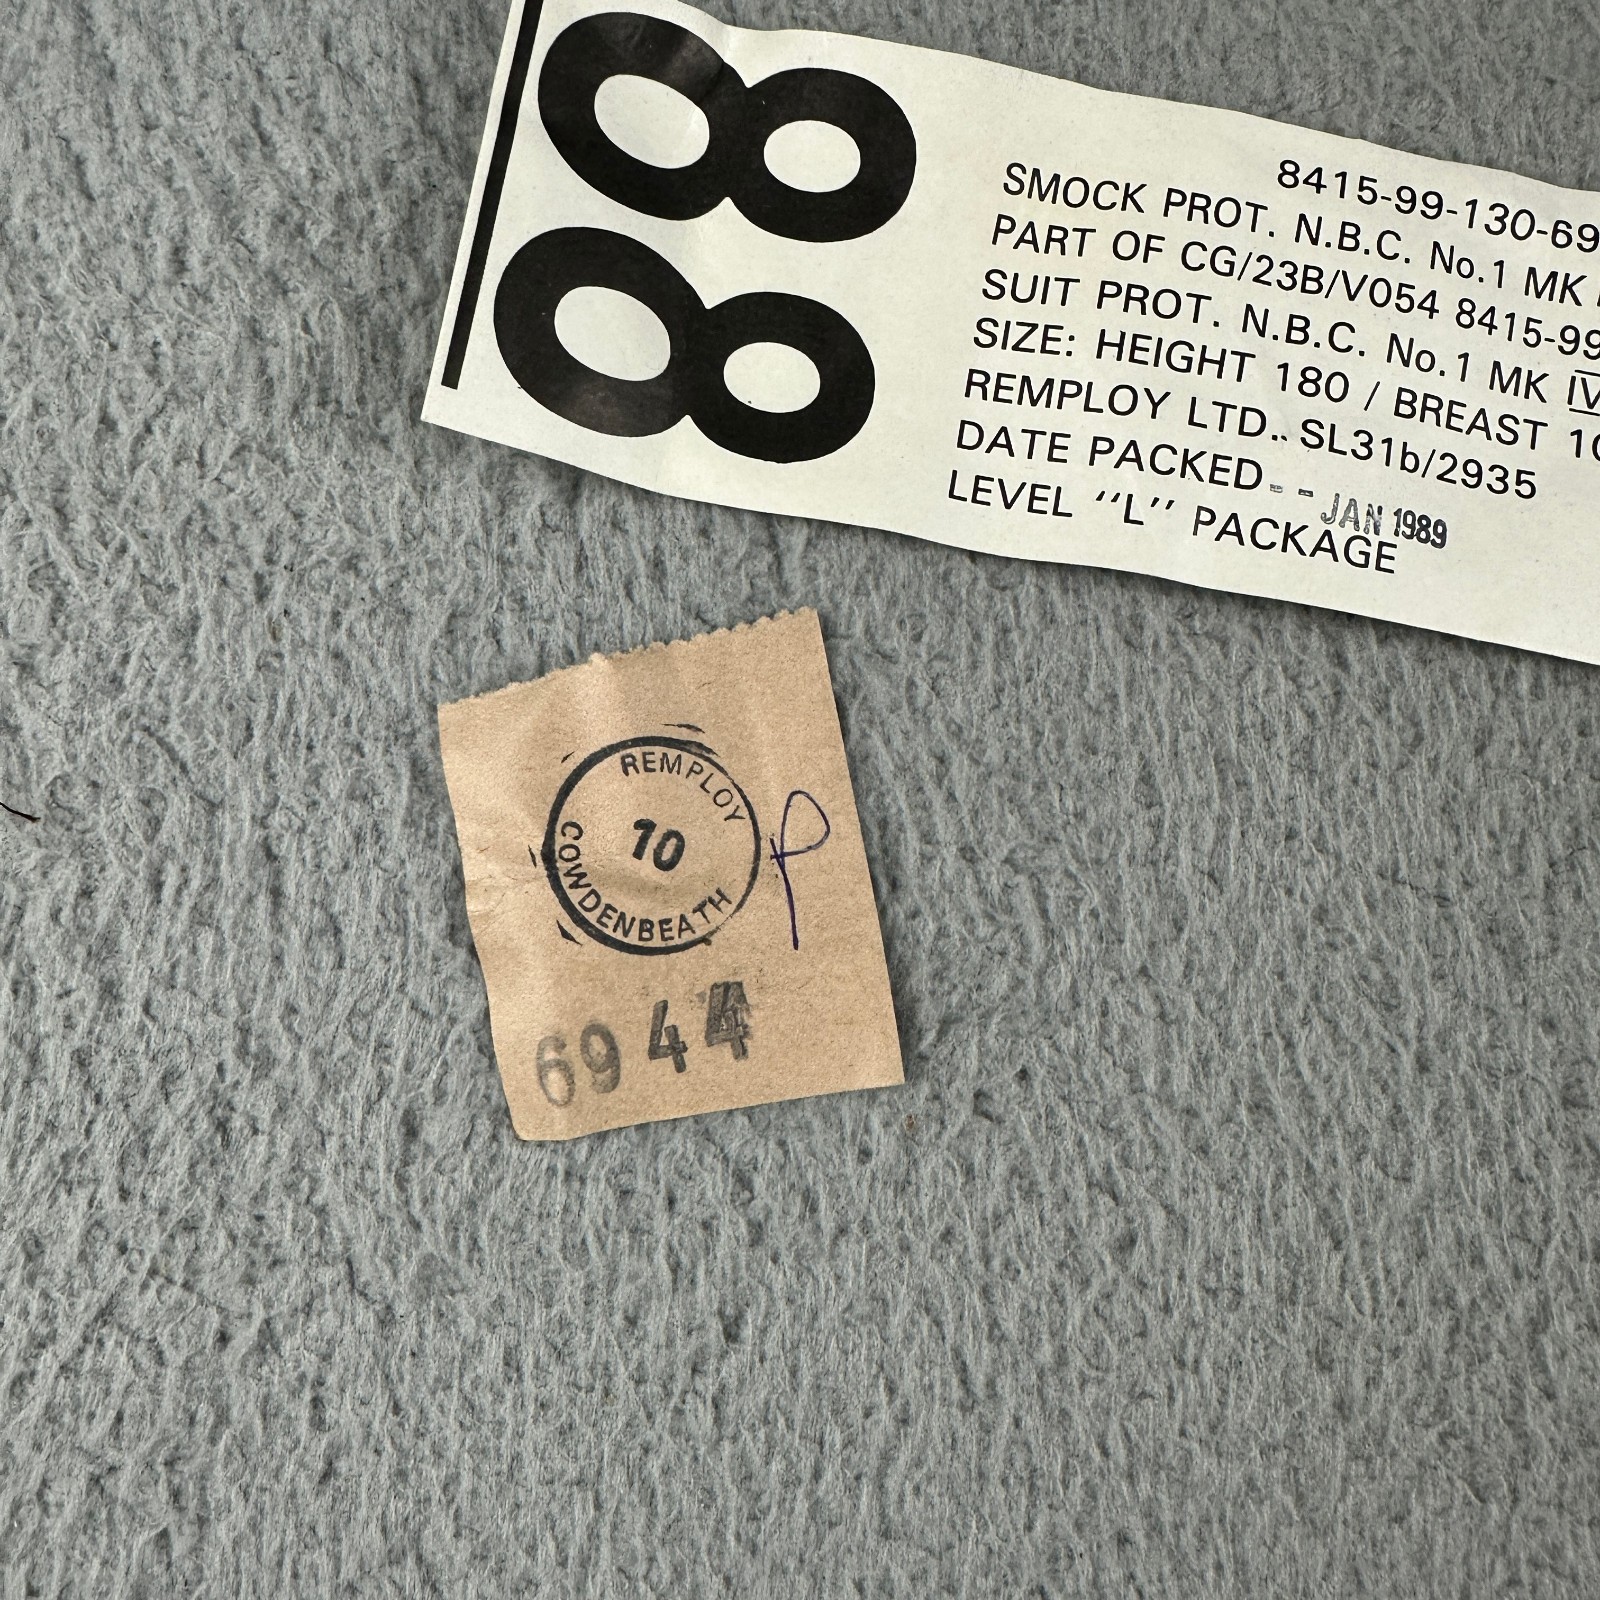 88
88
8415-99-130-69
SMOCK PROT. N.B.C. No.1 MK
PART OF CG/23B/V054 8415-99
SUIT PROT. N.B.C. No.1 MK IV
SIZE: HEIGHT 180 / BREAST 10
REMPLOY LTD.. SL31b/2935
DATE PACKED - - JAN 1989
LEVEL "L" PACKAGE
REMPLOY
10
COWDENBEATH
P
6944